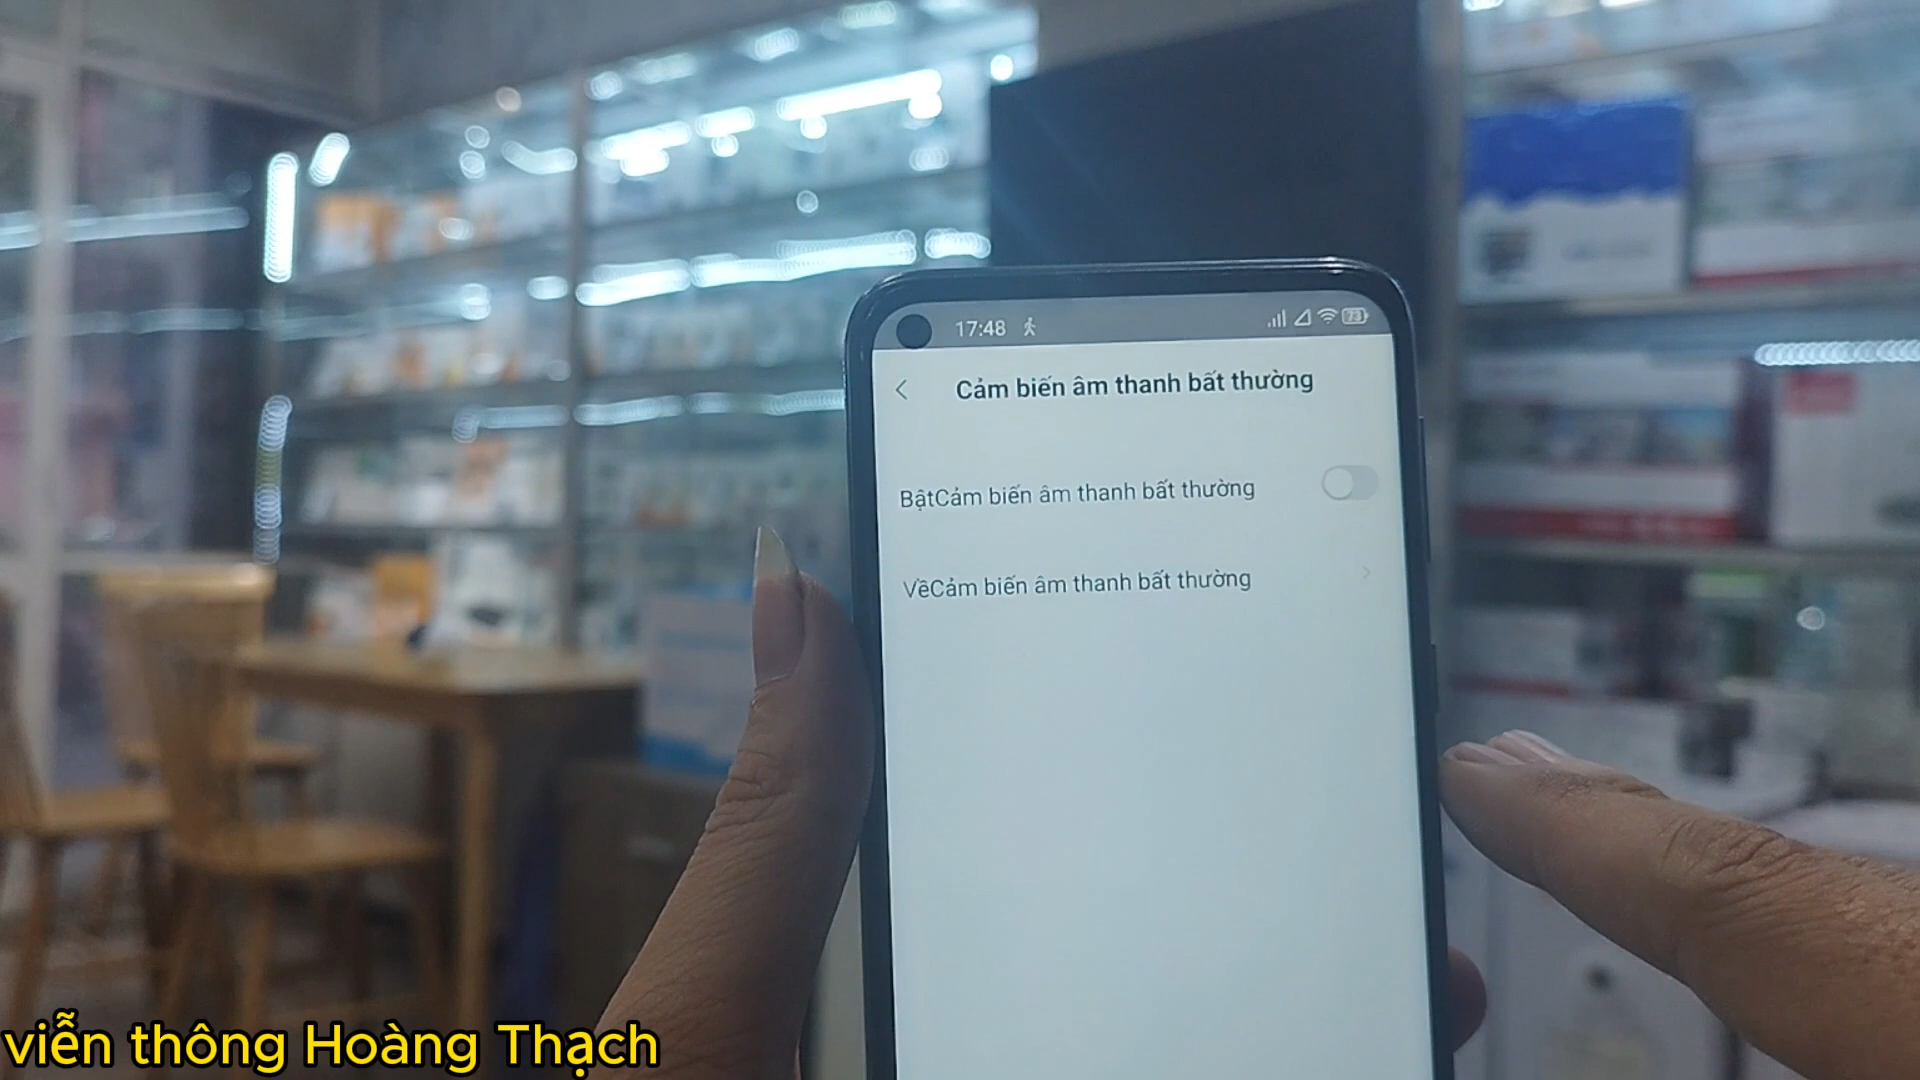 17:48
73
Cảm biến âm thanh bất thường
BậtCảm biến âm thanh bất thường
VềCảm biến âm thanh bất thường
viễn thông Hoàng Thạch